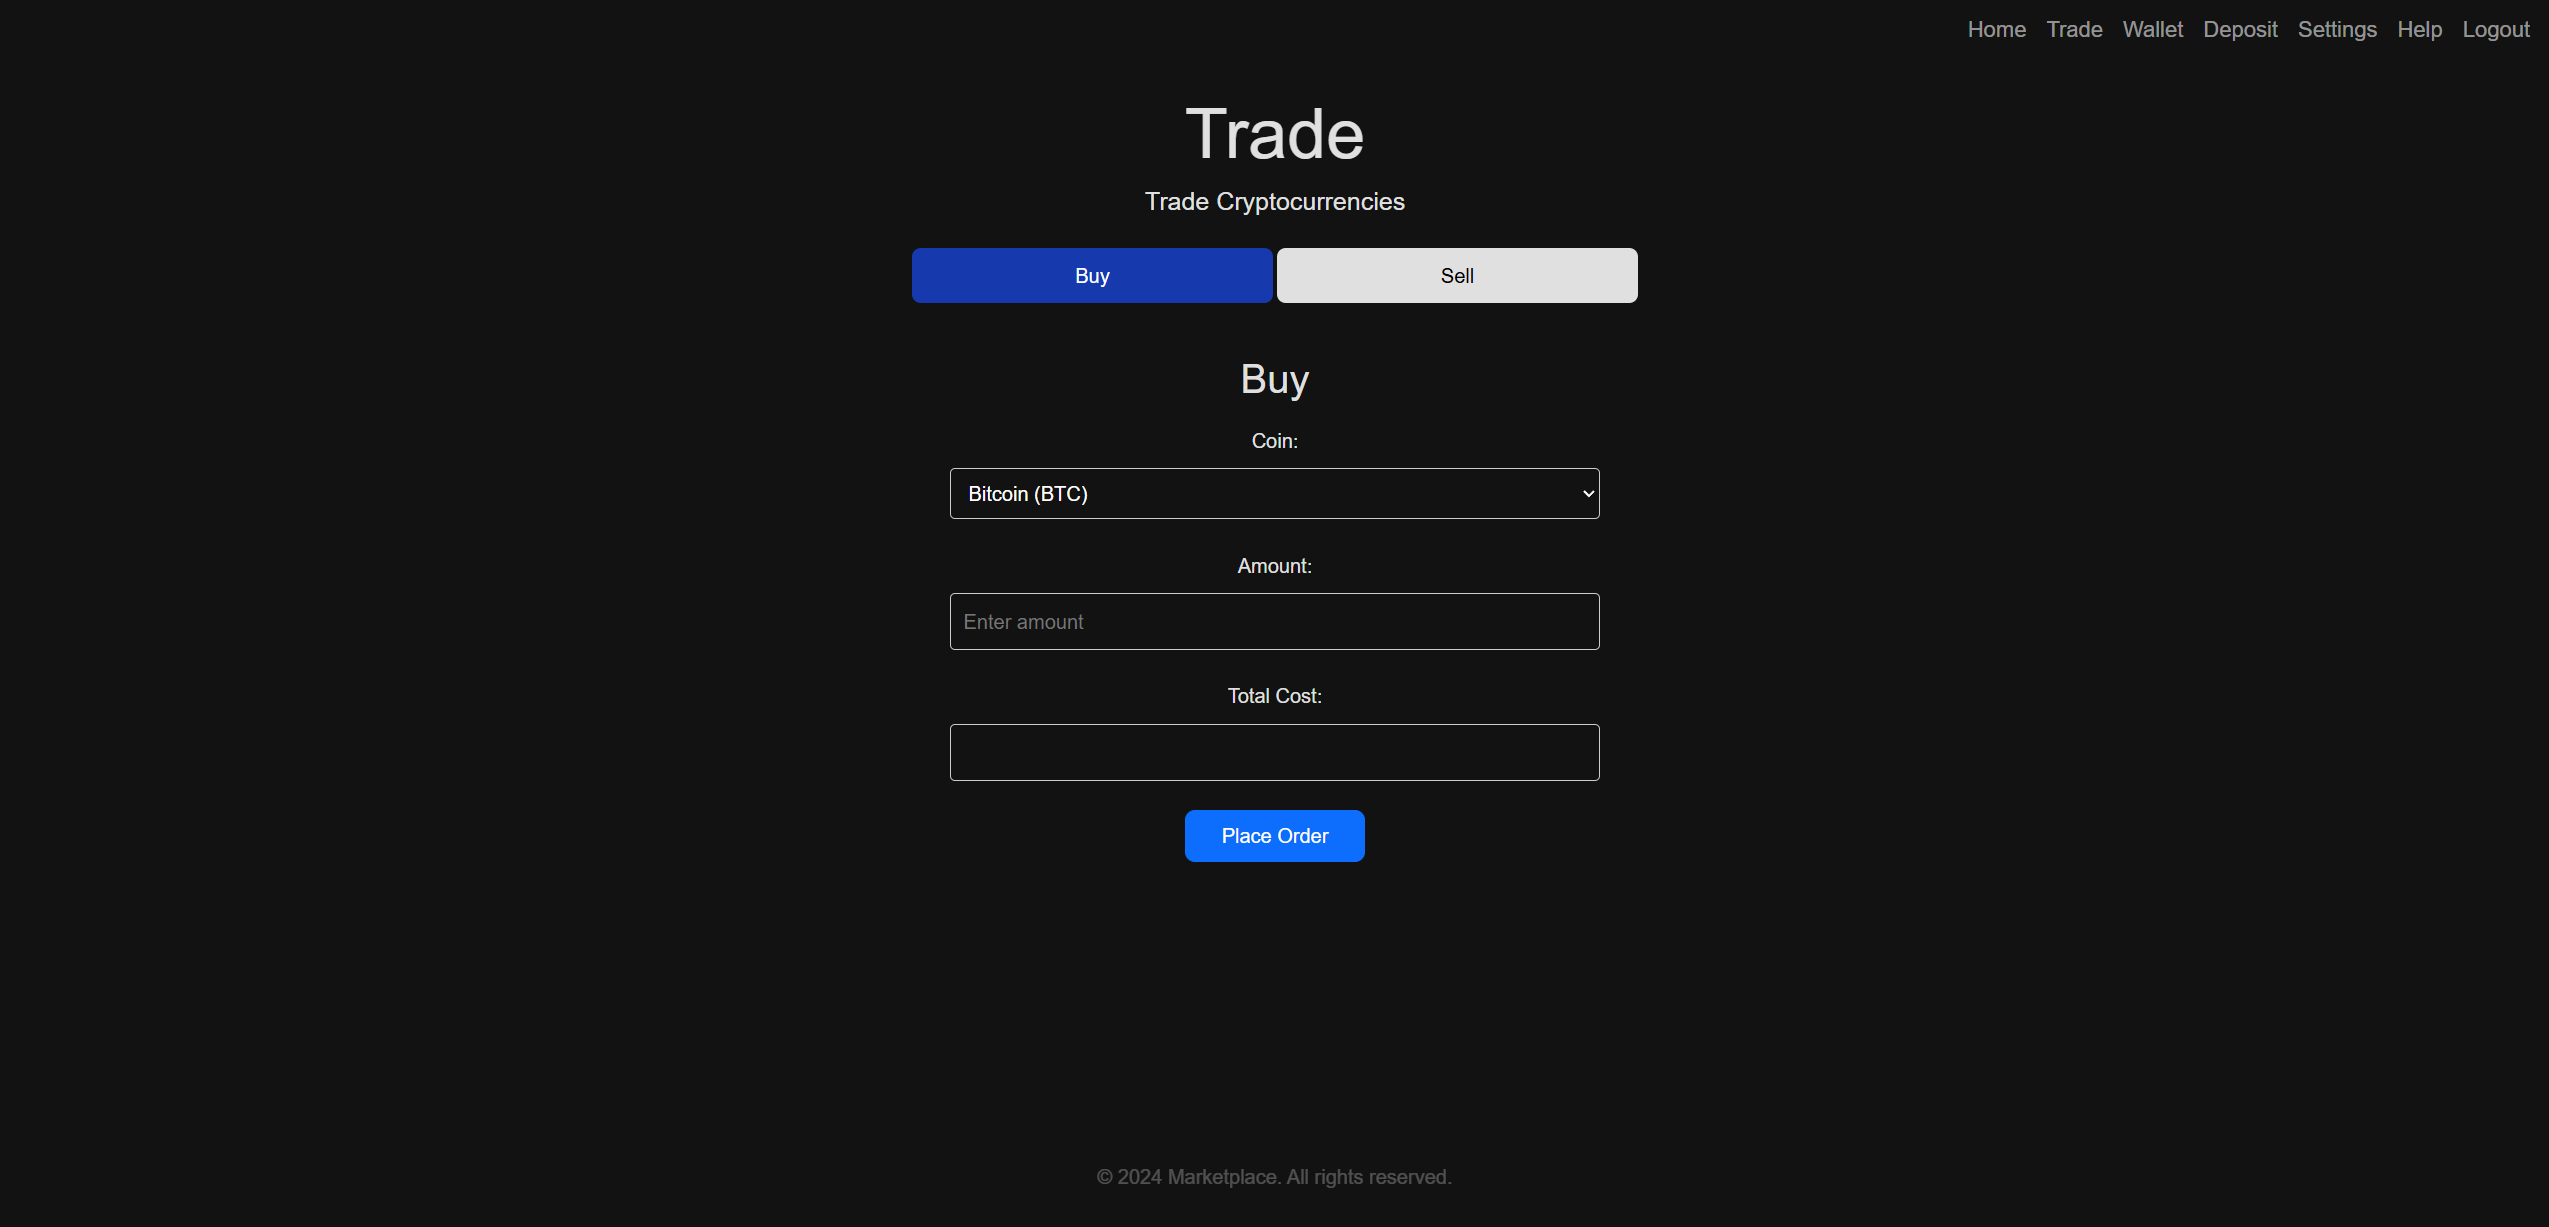 Home Trade Wallet Deposit Settings Help Logout
Trade
Trade Cryptocurrencies
Buy Sell
Buy
Coin:
Bitcoin (BTC)
Amount:
Enter amount
Total Cost:
Place Order
© 2024 Marketplace. All rights reserved.